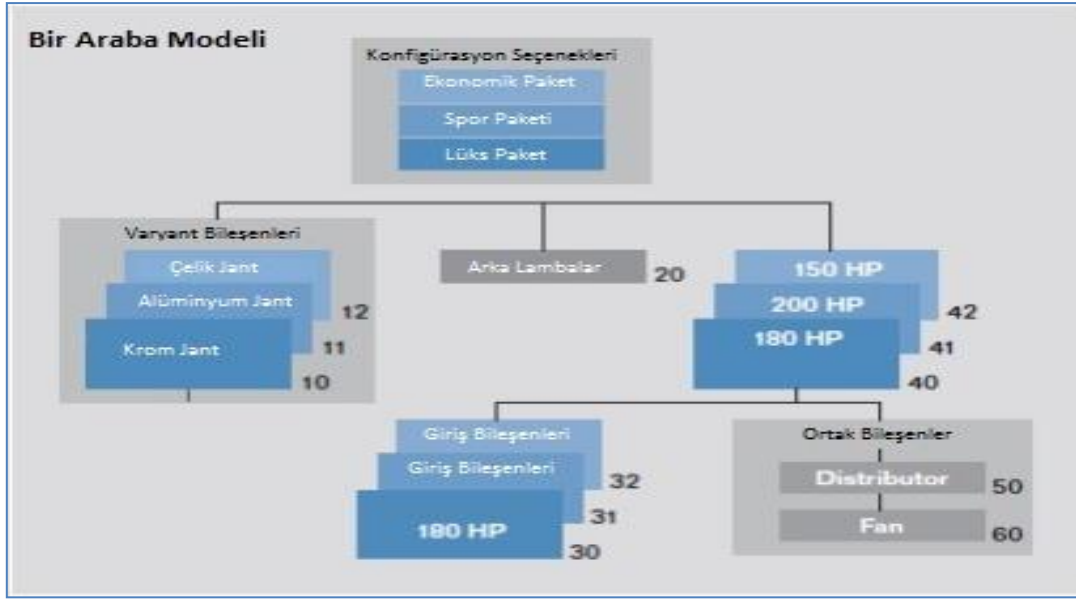 Bir Araba Modeli
Konfigürasyon Seçenekleri
Ekonomik Paket
Spor Paketi
Lüks Paket
Varyant Bileşenleri
Çelik Jant
12
Alüminyum Jant
11
Krom Jant
10
Arka Lambalar
20
150 HP
42
200 HP
41
180 HP
40
Giriş Bileşenleri
32
Giriş Bileşenleri
31
180 HP
30
Ortak Bileşenler
Distributor
50
Fan
60